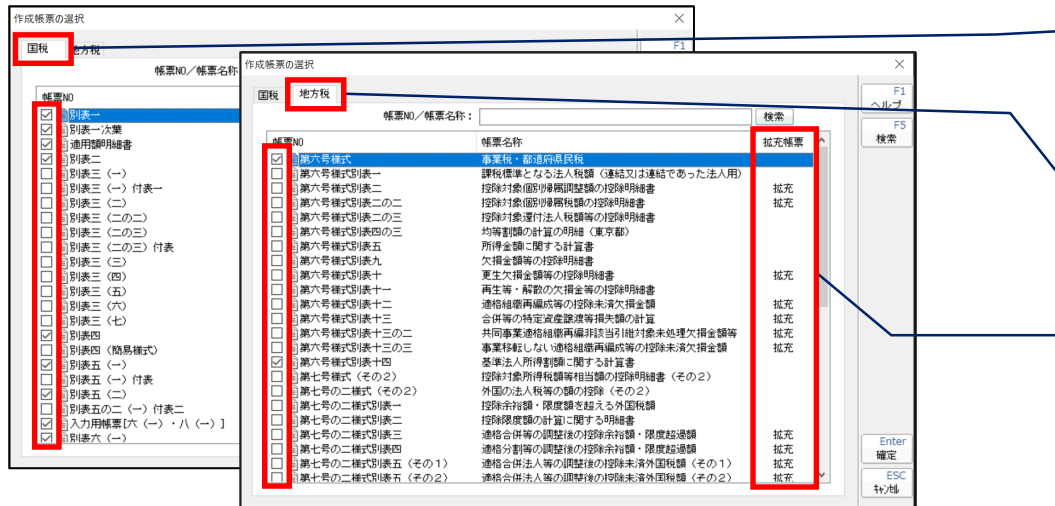 作成帳票の選択
国税 地方税
F1
帳票NO/帳票名称
帳票NO
別表一
別表一次葉
適用額明細書
別表二
別表三（一）
別表三（一）付表一
別表三（二）
別表三（二の二）
別表三（二の三）
別表三（二の三）付表
別表三（三）
別表三（四）
別表三（五）
別表三（六）
別表三（七）
別表四
別表四（簡易様式）
別表五（一）
別表五（一）付表
別表五（二）
別表五の二（一）付表二
入力用帳票[六（一）・八（一）]
別表六（一）
作成帳票の選択
国税 地方税
帳票NO/帳票名称： 検索
帳票NO 帳票名称 拡充帳票
第六号様式 事業税・都道府県民税
第六号様式別表一 課税標準となる法人税額（連結又は連結であった法人用）
第六号様式別表二 控除対象個別帰属調整額の控除明細書 拡充
第六号様式別表二の二 控除対象個別帰属税額の控除明細書 拡充
第六号様式別表二の三 控除対象還付法人税額等の控除明細書
第六号様式別表四の三 均等割額の計算の明細（東京都）
第六号様式別表五 所得金額に関する計算書
第六号様式別表九 欠損金額等の控除明細書
第六号様式別表十 更生欠損金額等の控除明細書 拡充
第六号様式別表十一 再生等・解散の欠損金等の控除明細書
第六号様式別表十二 適格組織再編成等の控除未済欠損金額 拡充
第六号様式別表十三 合併等の特定資産譲渡等損失額の計算 拡充
第六号様式別表十三の二 共同事業適格組織再編非該当引継対象未処理欠損金額等 拡充
第六号様式別表十三の三 事業移転しない適格組織再編成等の控除未済欠損金額 拡充
第六号様式別表十四 基準法人所得割額に関する計算書
第七号様式（その２） 控除対象所得税額等相当額の控除明細書（その２）
第七号の二様式（その２） 外国の法人税等の額の控除（その２）
第七号の二様式別表一 控除余裕額・限度額を超える外国税額
第七号の二様式別表二 控除限度額の計算に関する明細書
第七号の二様式別表三 適格合併等の調整後の控除余裕額・限度超過額 拡充
第七号の二様式別表四 適格分割等の調整後の控除余裕額・限度超過額 拡充
第七号の二様式別表五（その１） 適格合併法人等の調整後の控除未済外国税額（その１） 拡充
第七号の二様式別表五（その２） 適格合併法人等の調整後の控除未済外国税額（その２） 拡充
F1
ヘルプ
F5
検索
Enter
確定
ESC
ｷｬﾝｾﾙ